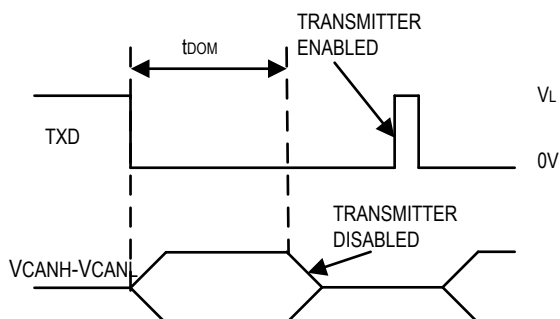 TRANSMITTER
ENABLED
tDOM
VL
TXD
0V
TRANSMITTER
DISABLED
VCANH-VCANL